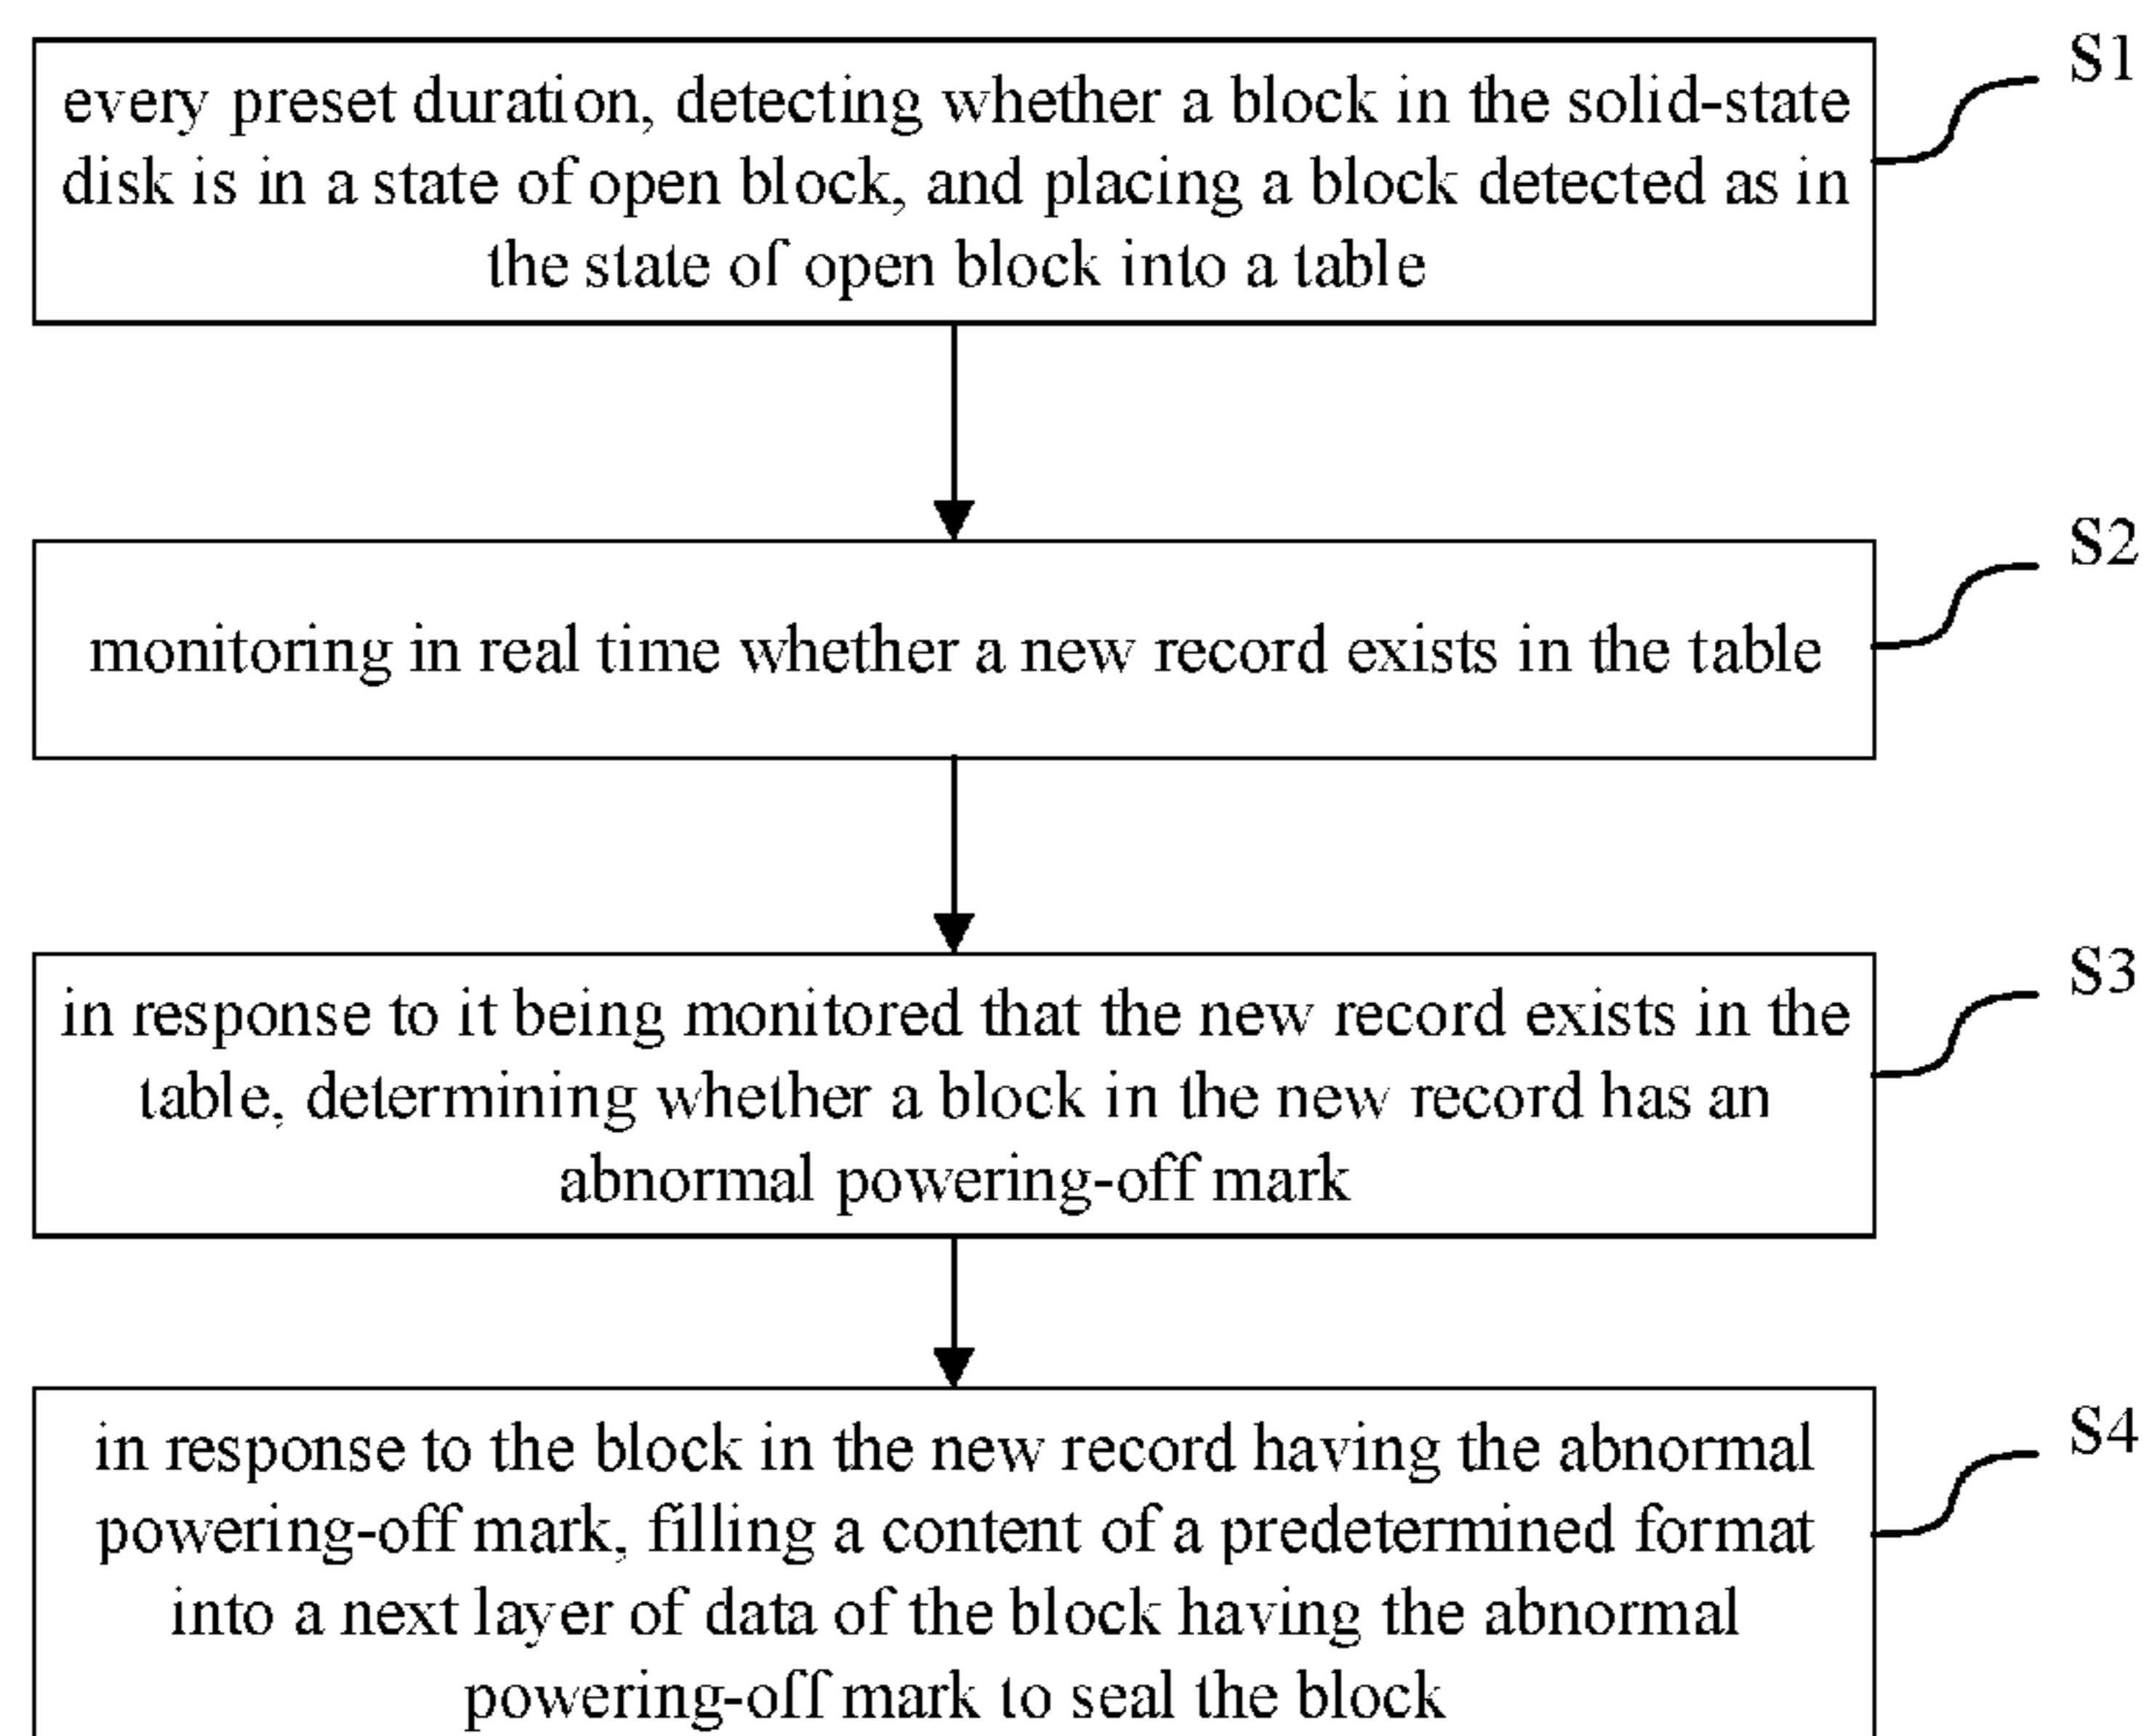 S1
every preset duration, detecting whether a block in the solid-state
disk is in a state of open block, and placing a block detected as in
the state of open block into a table
S2
monitoring in real time whether a new record exists in the table
S3
in response to it being monitored that the new record exists in the
table, determining whether a block in the new record has an
abnormal powering-off mark
S4
in response to the block in the new record having the abnormal
powering-off mark, filling a content of a predetermined format
into a next layer of data of the block having the abnormal
powering-off mark to seal the block